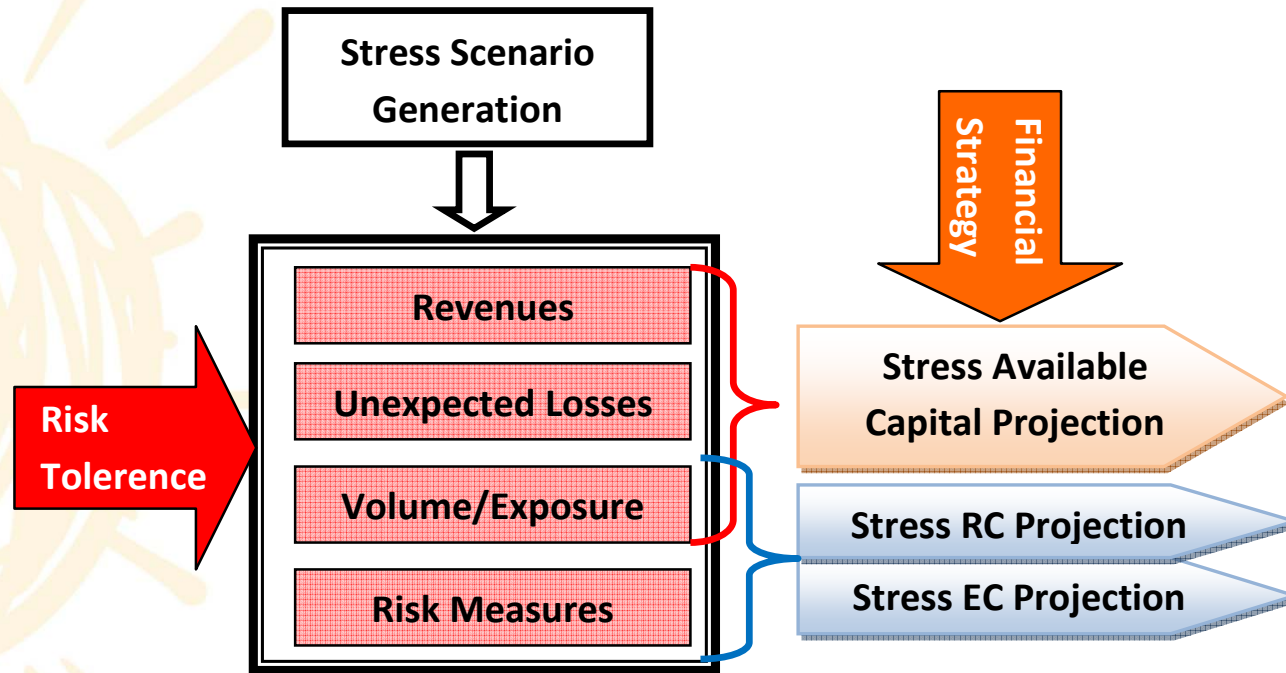 Stress Scenario
Generation
Financial
Strategy
Revenues
Unexpected Losses
Volume/Exposure
Risk Measures
Risk
Tolerence
Stress Available
Capital Projection
Stress RC Projection
Stress EC Projection